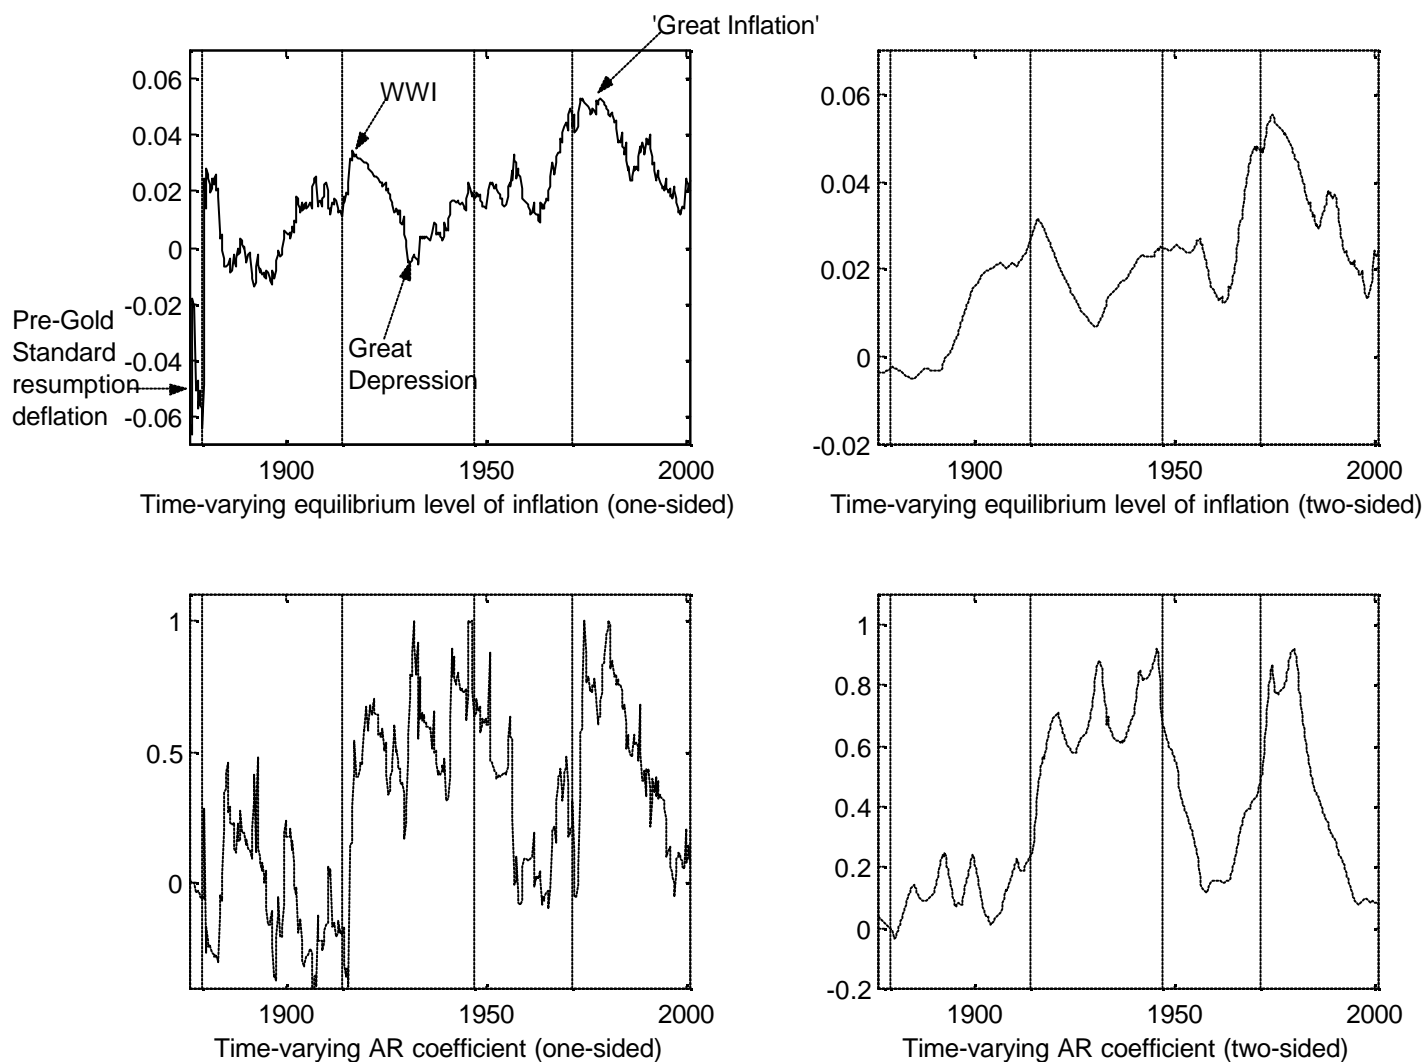 'Great Inflation'
0.06
0.04
0.02
0
-0.02
-0.04
-0.06
WWI
Pre-Gold
Standard
resumption
deflation
Great
Depression
1900 1950 2000
Time-varying equilibrium level of inflation (one-sided)
0.06
0.04
0.02
0
-0.02
1900 1950 2000
Time-varying equilibrium level of inflation (two-sided)
1
0.5
0
1900 1950 2000
Time-varying AR coefficient (one-sided)
1
0.8
0.6
0.4
0.2
0
-0.2
1900 1950 2000
Time-varying AR coefficient (two-sided)